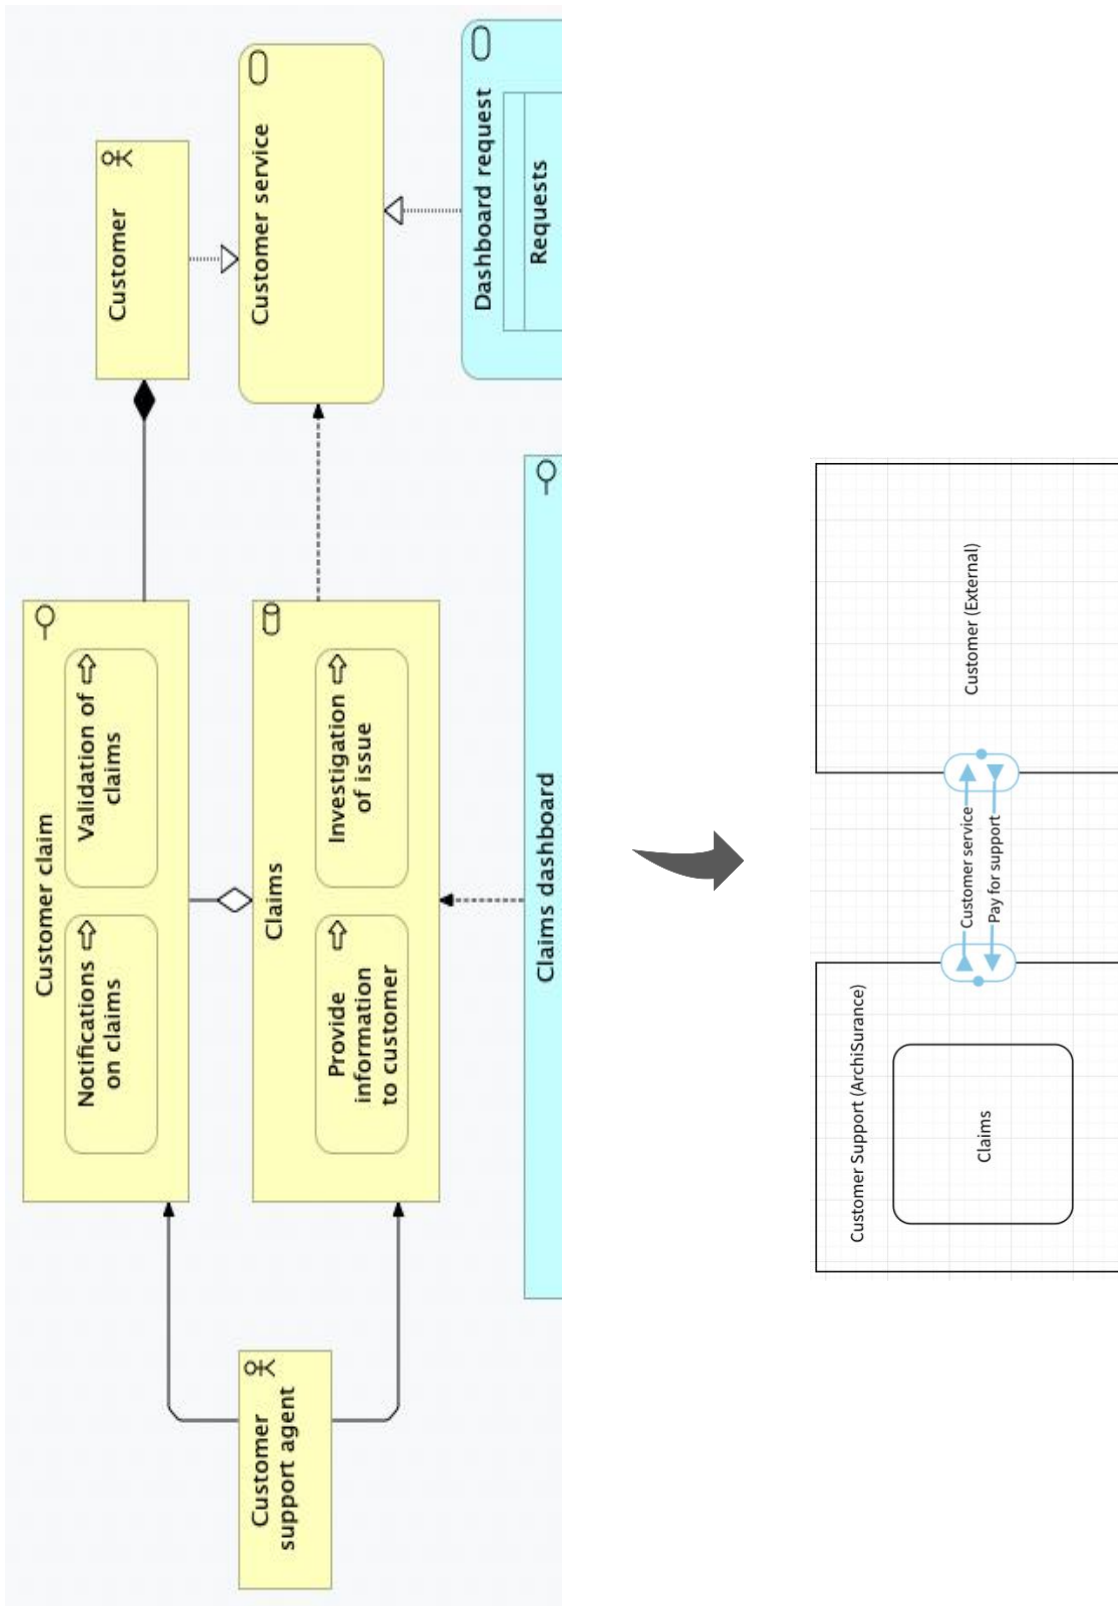 Customer claim
Notifications
on claims
Validation of
claims
Customer
Customer
support agent
Claims
Provide
information
to customer
Investigation
of issue
Customer service
Claims dashboard
Dashboard request
Requests
Customer Support (ArchiSurance)
Claims
Customer service
Pay for support
Customer (External)